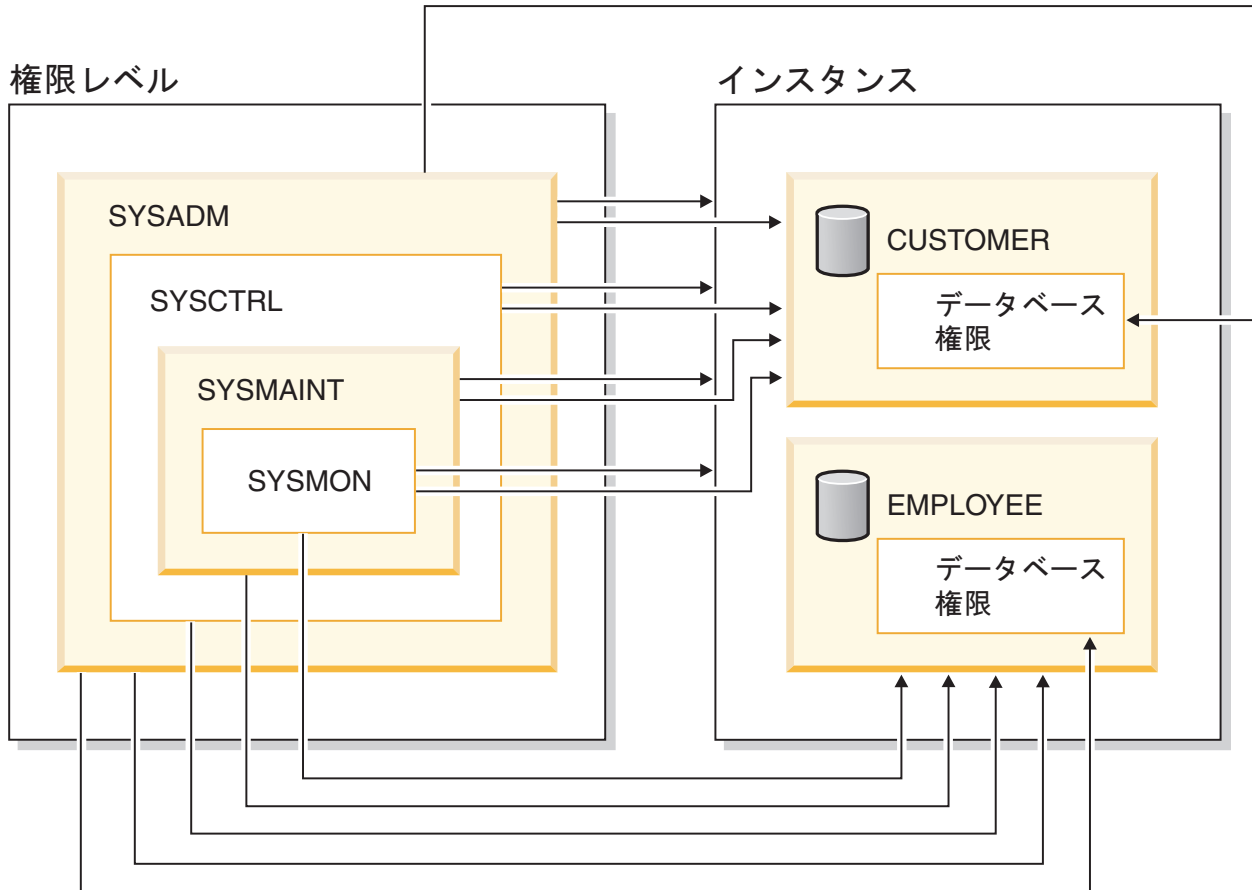 権限レベル
SYSADM
SYSCTRL
SYSMAINT
SYSMON
インスタンス
CUSTOMER
データベース
権限
EMPLOYEE
データベース
権限